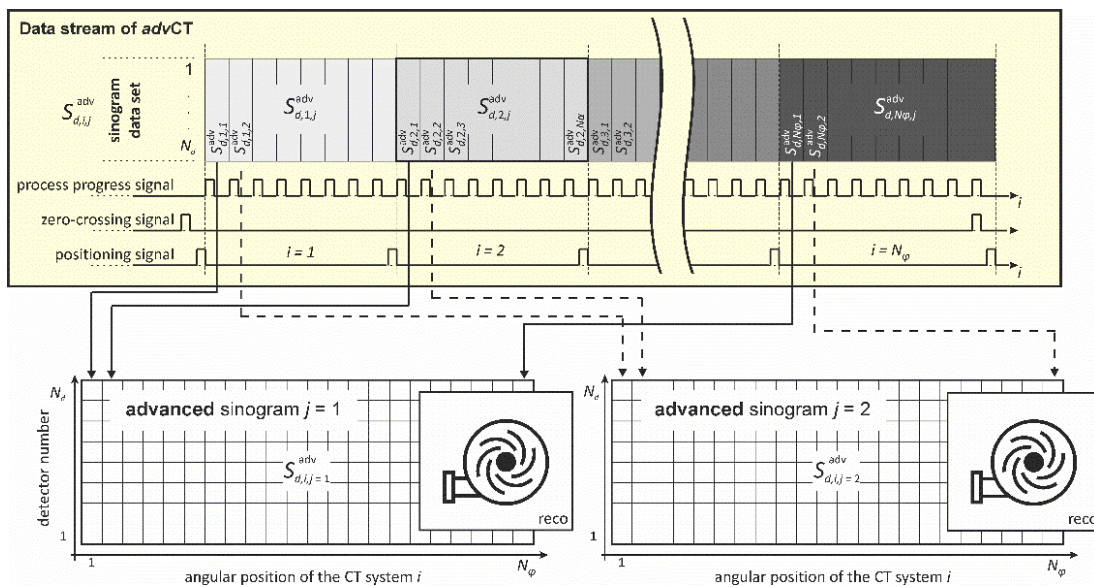 Data stream of advCT
S^adv_d,i,j
sinogram data set
1
.
.
.
N_d
S^adv_d,1,j
S^adv_d,2,j
S^adv_d,Nφ,j
S^adv_d,1,1
S^adv_d,1,2
S^adv_d,2,1
S^adv_d,2,2
S^adv_d,2,3
S^adv_d,2,Nα
S^adv_d,3,1
S^adv_d,3,2
S^adv_d,Nφ,1
S^adv_d,Nφ,2
process progress signal
i
zero-crossing signal
positioning signal
i = 1
i = 2
i = N_φ
i
detector number
N_d
1
advanced sinogram j = 1
S^adv_d,i,j = 1
reco
1
N_φ
angular position of the CT system i
N_d
1
advanced sinogram j = 2
S^adv_d,i,j = 2
reco
1
N_φ
angular position of the CT system i